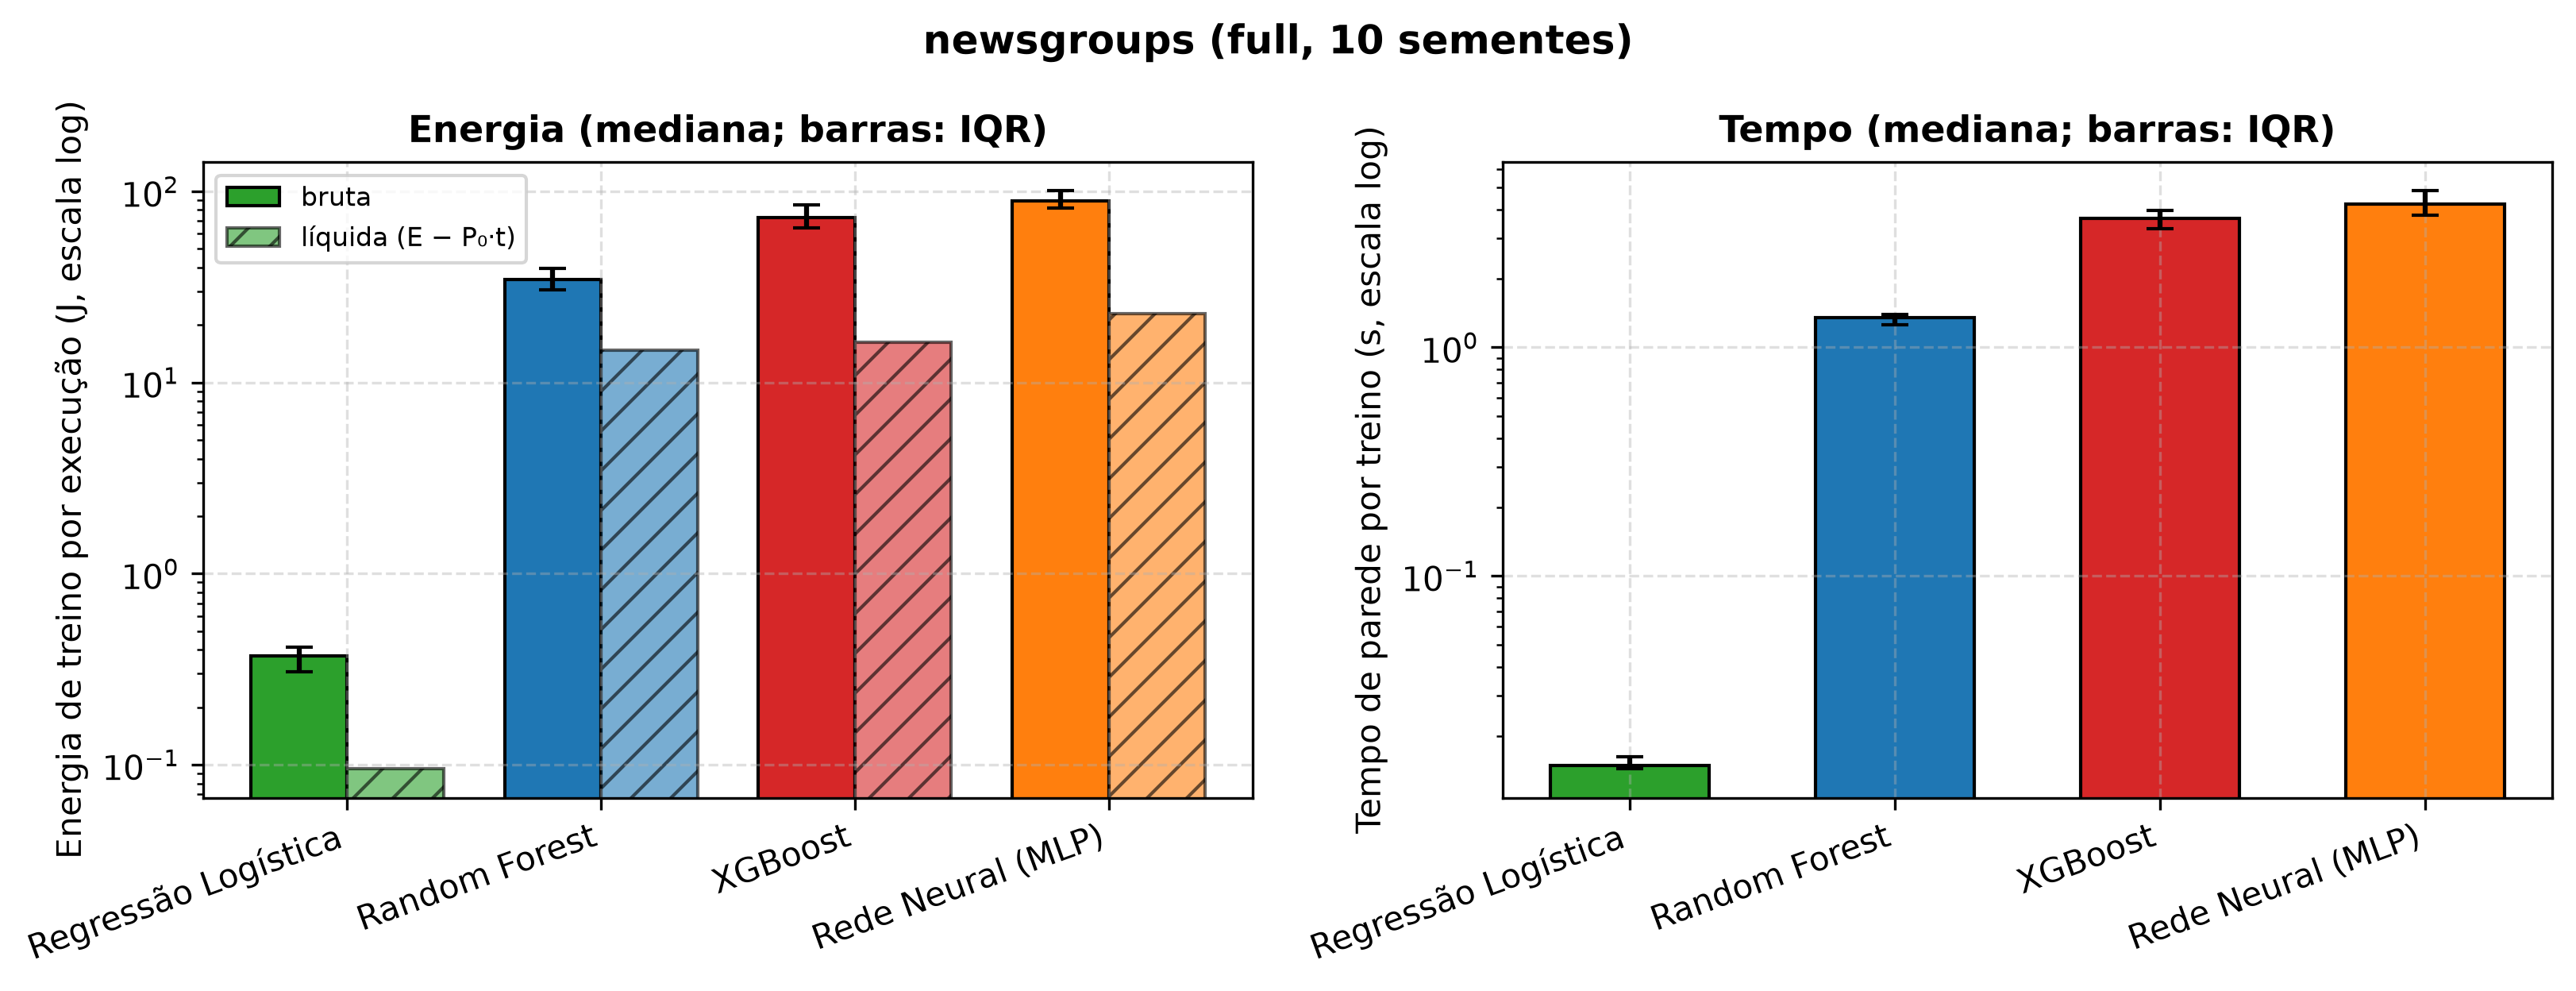 newsgroups (full, 10 sementes)
Energia (mediana; barras: IQR)
Energia de treino por execução (J, escala log)
10²
10¹
10⁰
10⁻¹
bruta
líquida (E − P₀·t)
Regressão Logística
Random Forest
XGBoost
Rede Neural (MLP)
Tempo (mediana; barras: IQR)
Tempo de parede por treino (s, escala log)
10⁰
10⁻¹
Regressão Logística
Random Forest
XGBoost
Rede Neural (MLP)